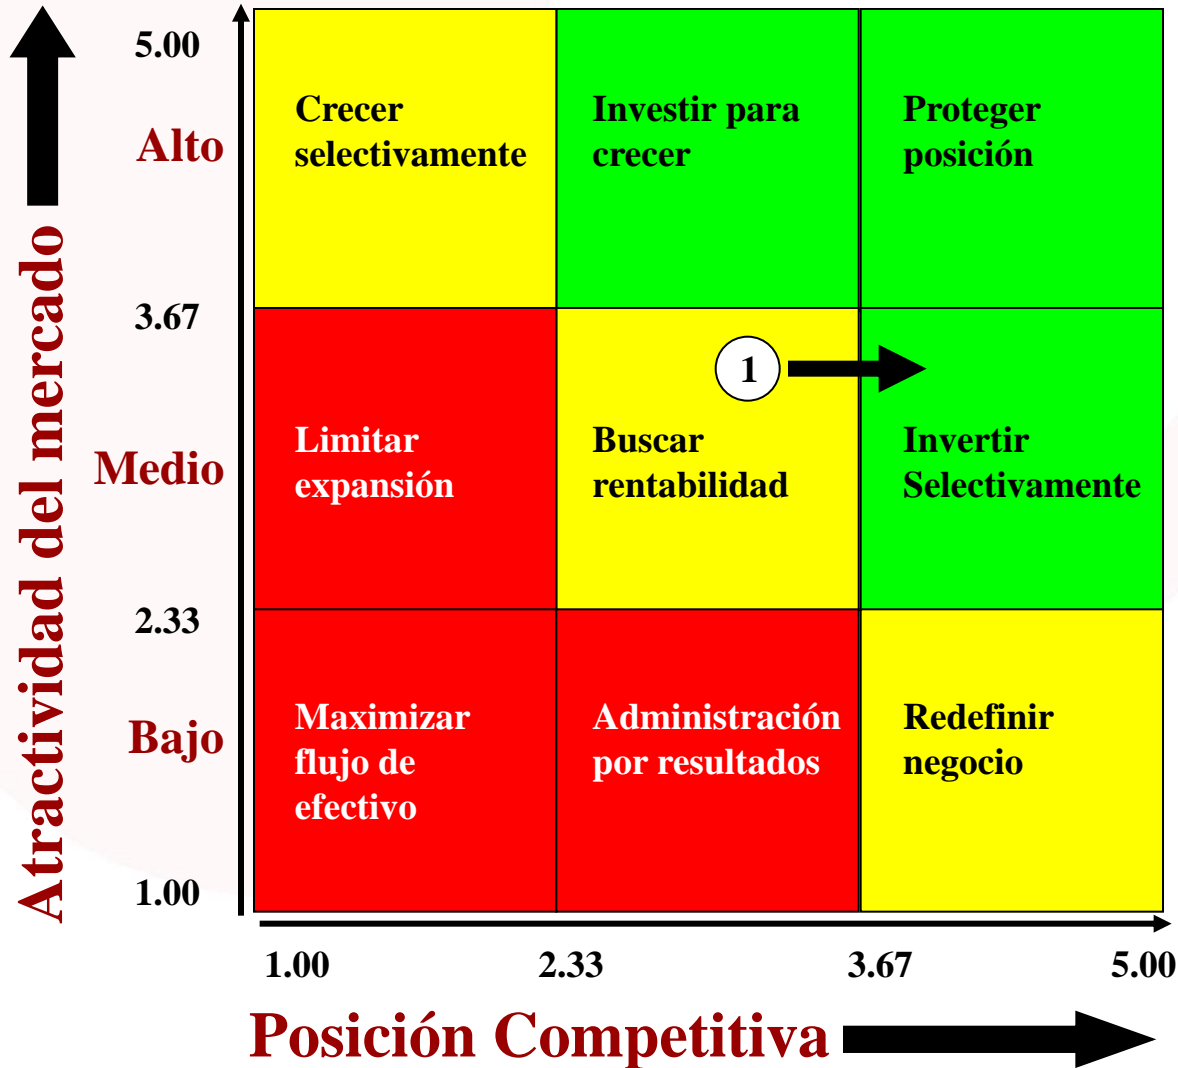 Atractividad del mercado
5.00
Alto
3.67
Medio
2.33
Bajo
1.00
Crecer
selectivamente
Investir para
crecer
Proteger
posición
1
Limitar
expansión
Buscar
rentabilidad
Invertir
Selectivamente
Maximizar
flujo de
efectivo
Administración
por resultados
Redefinir
negocio
1.00
2.33
3.67
5.00
Posición Competitiva